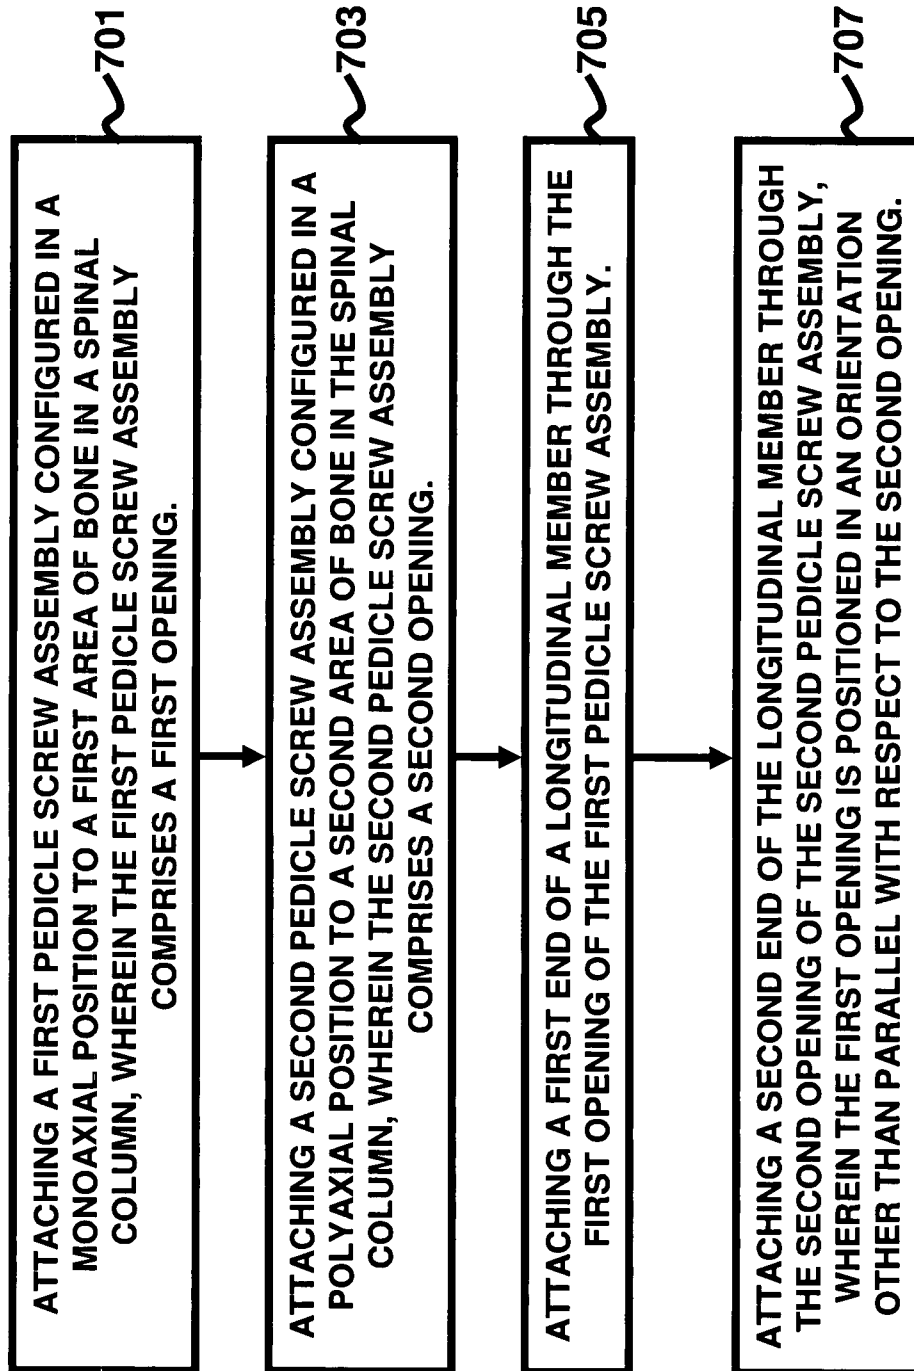 ATTACHING A FIRST PEDICLE SCREW ASSEMBLY CONFIGURED IN A
MONOAXIAL POSITION TO A FIRST AREA OF BONE IN A SPINAL
COLUMN, WHEREIN THE FIRST PEDICLE SCREW ASSEMBLY
COMPRISES A FIRST OPENING.
701
ATTACHING A SECOND PEDICLE SCREW ASSEMBLY CONFIGURED IN A
POLYAXIAL POSITION TO A SECOND AREA OF BONE IN THE SPINAL
COLUMN, WHEREIN THE SECOND PEDICLE SCREW ASSEMBLY
COMPRISES A SECOND OPENING.
703
ATTACHING A FIRST END OF A LONGITUDINAL MEMBER THROUGH THE
FIRST OPENING OF THE FIRST PEDICLE SCREW ASSEMBLY.
705
ATTACHING A SECOND END OF THE LONGITUDINAL MEMBER THROUGH
THE SECOND OPENING OF THE SECOND PEDICLE SCREW ASSEMBLY,
WHEREIN THE FIRST OPENING IS POSITIONED IN AN ORIENTATION
OTHER THAN PARALLEL WITH RESPECT TO THE SECOND OPENING.
707